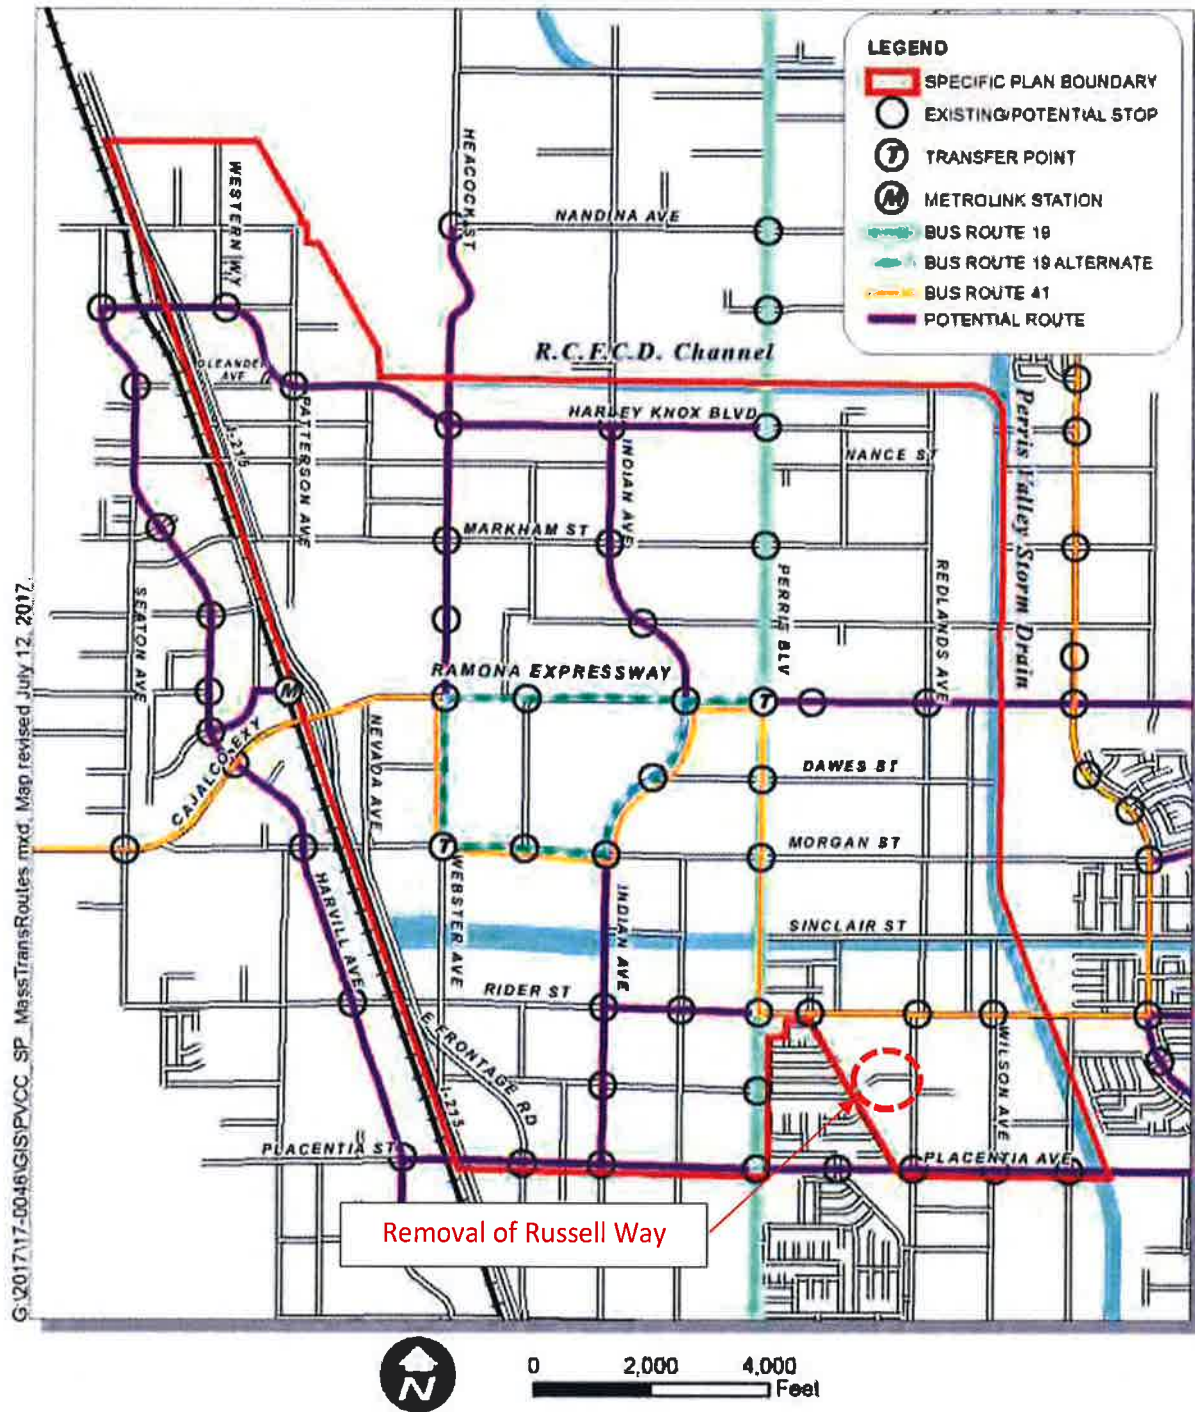 LEGEND
SPECIFIC PLAN BOUNDARY
EXISTING/POTENTIAL STOP
T TRANSFER POINT
M METROLINK STATION
BUS ROUTE 19
BUS ROUTE 19 ALTERNATE
BUS ROUTE 41
POTENTIAL ROUTE
HEACOCK ST
WESTERN WY
NANDINA AVE
R.C.F.C.D. Channel
OLEANDER
AVE
HARLEY KNOX BLVD
PATTERSON AVE
I-215
INDIAN AVE
NANCE ST
Perris Valley Storm Drain
MARKHAM ST
SEATON AVE
PERRIS BLV
REDLANDS AVE
RAMONA EXPRESSWAY
M
T
CAJALCO EXY
NEVADA AVE
DAWES ST
T
MORGAN ST
HARVILL AVE
WEBSTER AVE
INDIAN AVE
SINCLAIR ST
RIDER ST
E FRONTAGE RD
WILSON AVE
I-215
PLACENTIA ST
PLACENTIA AVE
Removal of Russell Way
G:\2017\17-0046\GIS\PVCC_SP_MassTransRoutes.mxd; Map revised July 12, 2017.
N
0 2,000 4,000
Feet